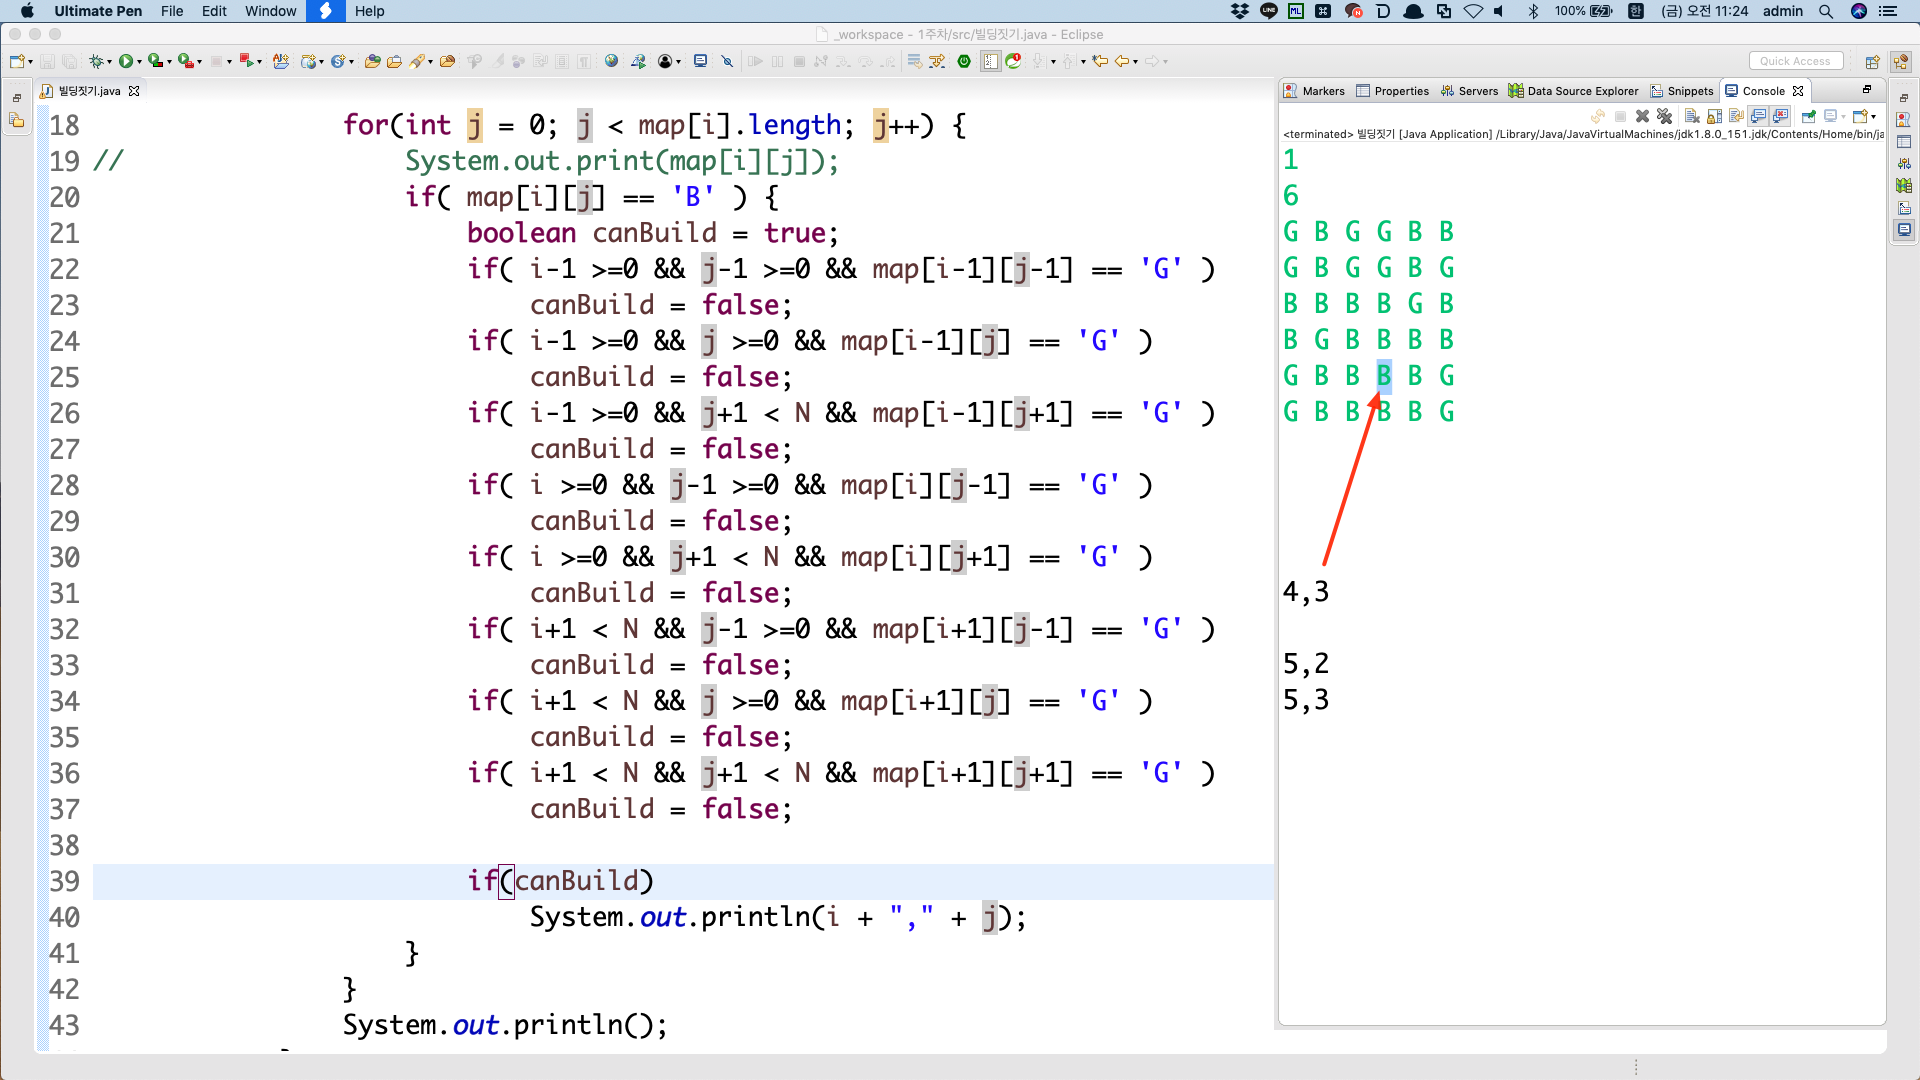 Ultimate Pen File Edit Window Help 100% (금) 오전 11:24 admin
_workspace - 1주차/src/빌딩짓기.java - Eclipse
Quick Access
빌딩짓기.java
18 for(int j = 0; j < map[i].length; j++) {
19 // System.out.print(map[i][j]);
20 if( map[i][j] == 'B' ) {
21 boolean canBuild = true;
22 if( i-1 >=0 && j-1 >=0 && map[i-1][j-1] == 'G' )
23 canBuild = false;
24 if( i-1 >=0 && j >=0 && map[i-1][j] == 'G' )
25 canBuild = false;
26 if( i-1 >=0 && j+1 < N && map[i-1][j+1] == 'G' )
27 canBuild = false;
28 if( i >=0 && j-1 >=0 && map[i][j-1] == 'G' )
29 canBuild = false;
30 if( i >=0 && j+1 < N && map[i][j+1] == 'G' )
31 canBuild = false;
32 if( i+1 < N && j-1 >=0 && map[i+1][j-1] == 'G' )
33 canBuild = false;
34 if( i+1 < N && j >=0 && map[i+1][j] == 'G' )
35 canBuild = false;
36 if( i+1 < N && j+1 < N && map[i+1][j+1] == 'G' )
37 canBuild = false;
38
39 if(canBuild)
40 System.out.println(i + "," + j);
41 }
42 }
43 System.out.println();
Markers Properties Servers Data Source Explorer Snippets Console
<terminated> 빌딩짓기 [Java Application] /Library/Java/JavaVirtualMachines/jdk1.8.0_151.jdk/Contents/Home/bin/ja
1
6
G B G G B B
G B G G B G
B B B B G B
B G B B B B
G B B B B G
G B B B B G
4,3
5,2
5,3